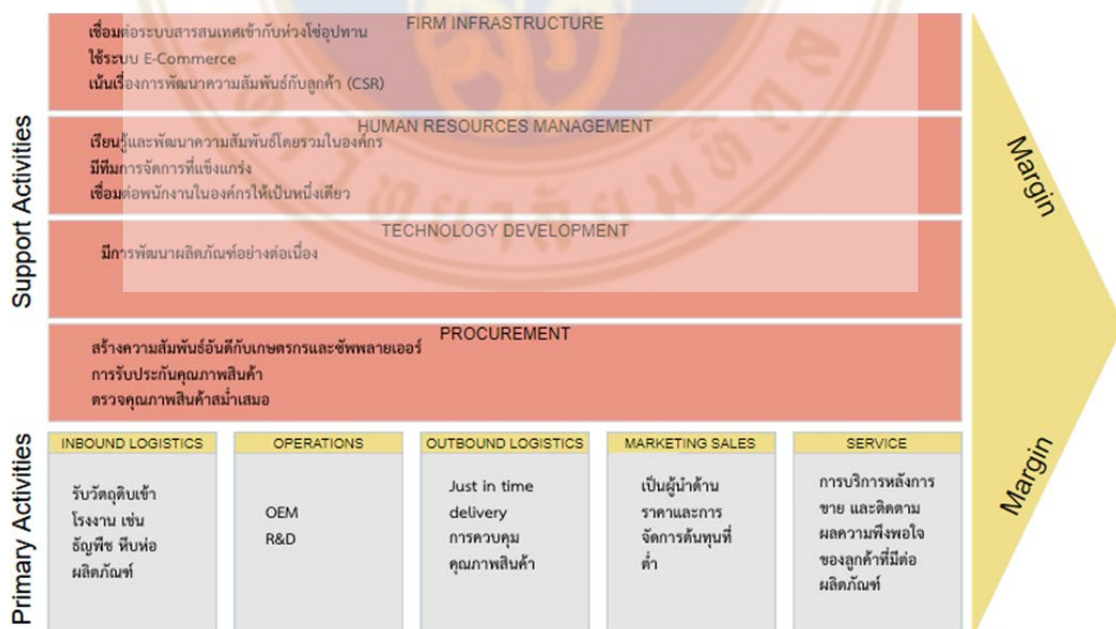 FIRM INFRASTRUCTURE
เชื่อมต่อระบบสารสนเทศเข้ากับห่วงโซ่อุปทาน
ใช้ระบบ E-Commerce
เน้นเรื่องการพัฒนาความสัมพันธ์กับลูกค้า (CSR)
HUMAN RESOURCES MANAGEMENT
เรียนรู้และพัฒนาความสัมพันธ์โดยรวมในองค์กร
มีทีมการจัดการที่แข็งแกร่ง
เชื่อมต่อพนักงานในองค์กรให้เป็นหนึ่งเดียว
TECHNOLOGY DEVELOPMENT
มีการพัฒนาผลิตภัณฑ์อย่างต่อเนื่อง
PROCUREMENT
สร้างความสัมพันธ์อันดีกับเกษตรกรและซัพพลายเออร์
การรับประกันคุณภาพสินค้า
ตรวจคุณภาพสินค้าสม่ำเสมอ
Support Activities
Margin
INBOUND LOGISTICS
รับวัตถุดิบเข้า
โรงงาน เช่น
ธัญพืช หีบห่อ
ผลิตภัณฑ์
OPERATIONS
OEM
R&D
OUTBOUND LOGISTICS
Just in time
delivery
การควบคุม
คุณภาพสินค้า
MARKETING SALES
เป็นผู้นำด้าน
ราคาและการ
จัดการต้นทุนที่
ต่ำ
SERVICE
การบริการหลังการ
ขาย และติดตาม
ผลความพึงพอใจ
ของลูกค้าที่มีต่อ
ผลิตภัณฑ์
Primary Activities
Margin